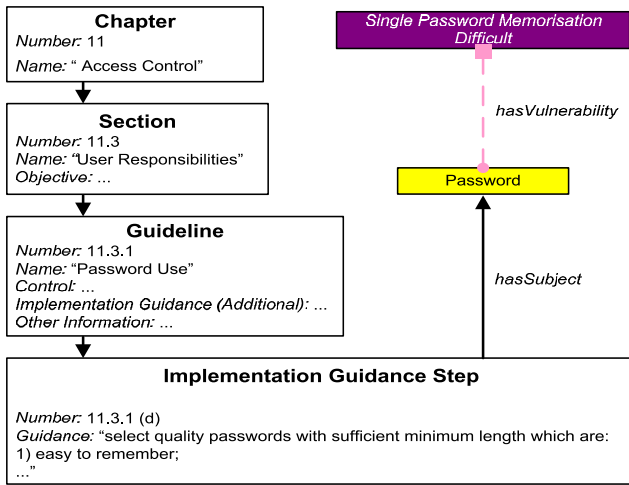 Chapter
Number: 11
Name: “ Access Control”
Section
Number: 11.3
Name: “User Responsibilities”
Objective: ...
Guideline
Number: 11.3.1
Name: “Password Use”
Control: ...
Implementation Guidance (Additional): ...
Other Information: ...
Implementation Guidance Step
Number: 11.3.1 (d)
Guidance: “select quality passwords with sufficient minimum length which are:
1) easy to remember;
...”
Single Password Memorisation
Difficult
hasVulnerability
Password
hasSubject